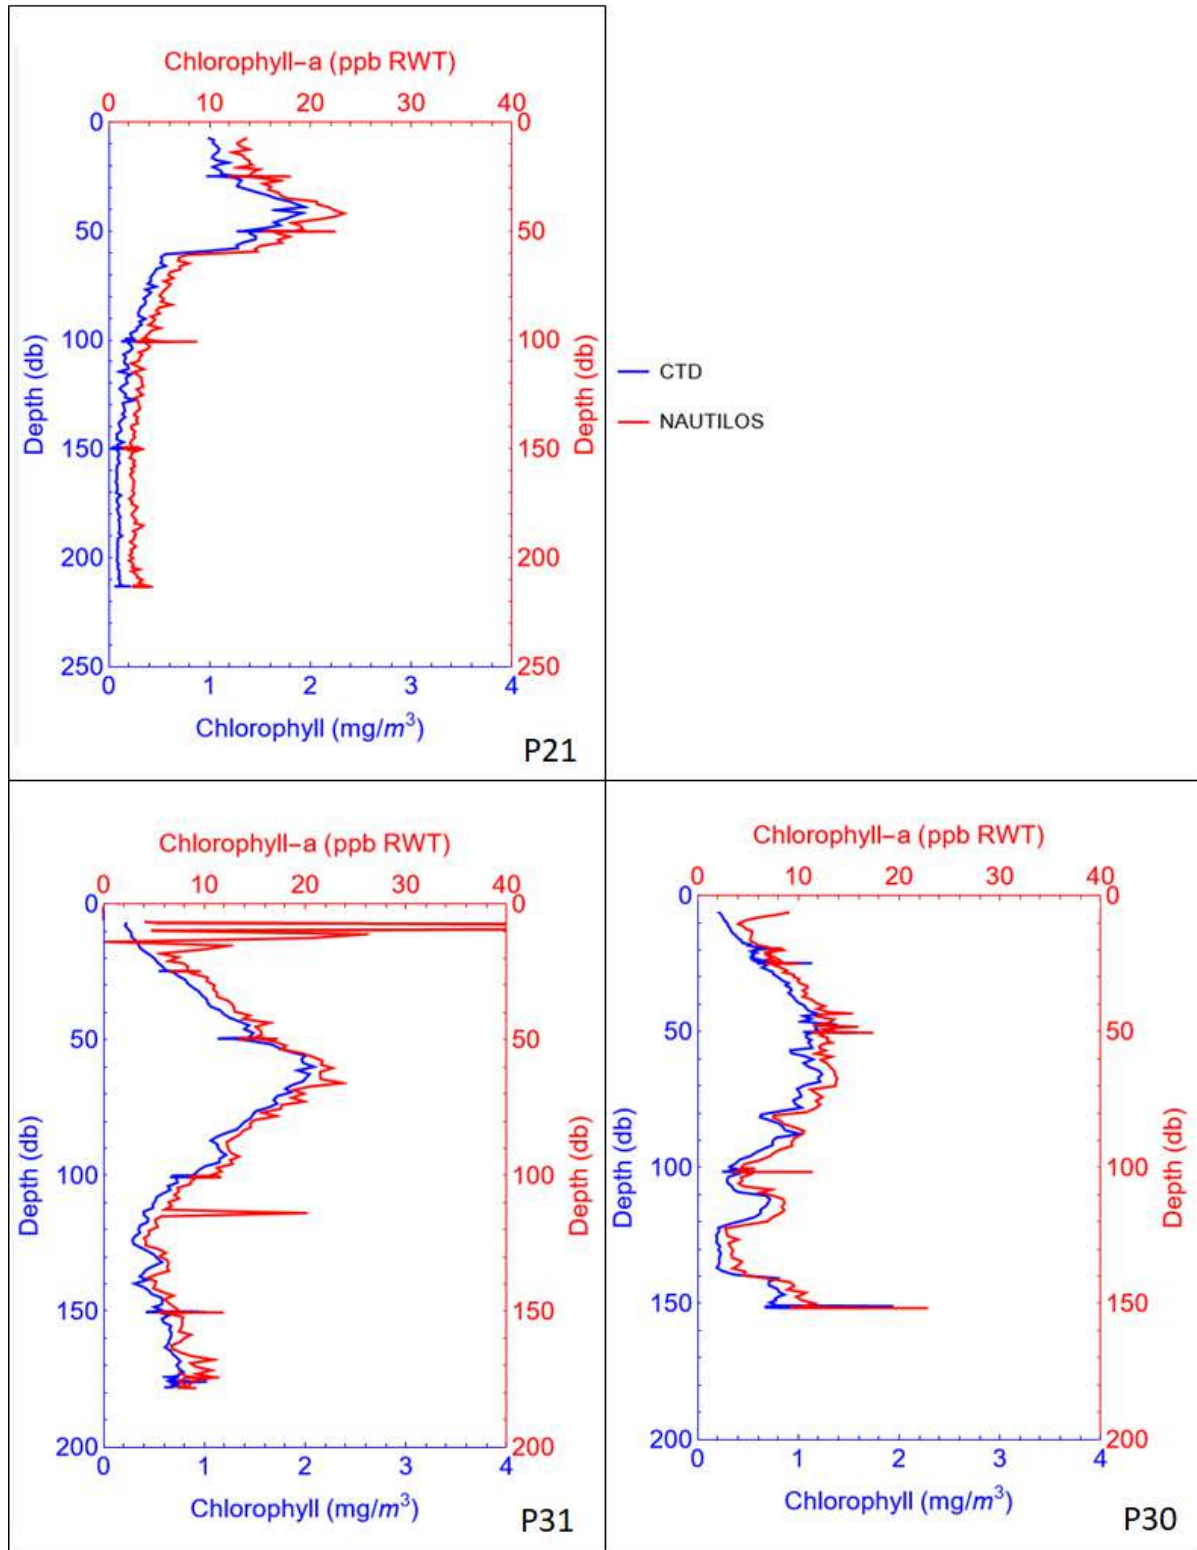 Chlorophyll-a (ppb RWT)
0 10 20 30 40
0 0
50 50
100 100
150 150
200 200
250 250
0 1 2 3 4
Depth (db)
Depth (db)
Chlorophyll (mg/m³)
P21
CTD
NAUTILOS
Chlorophyll-a (ppb RWT)
0 10 20 30 40
0 0
50 50
100 100
150 150
200 200
0 1 2 3 4
Depth (db)
Depth (db)
Chlorophyll (mg/m³)
P31
Chlorophyll-a (ppb RWT)
0 10 20 30 40
0 0
50 50
100 100
150 150
200 200
0 1 2 3 4
Depth (db)
Depth (db)
Chlorophyll (mg/m³)
P30